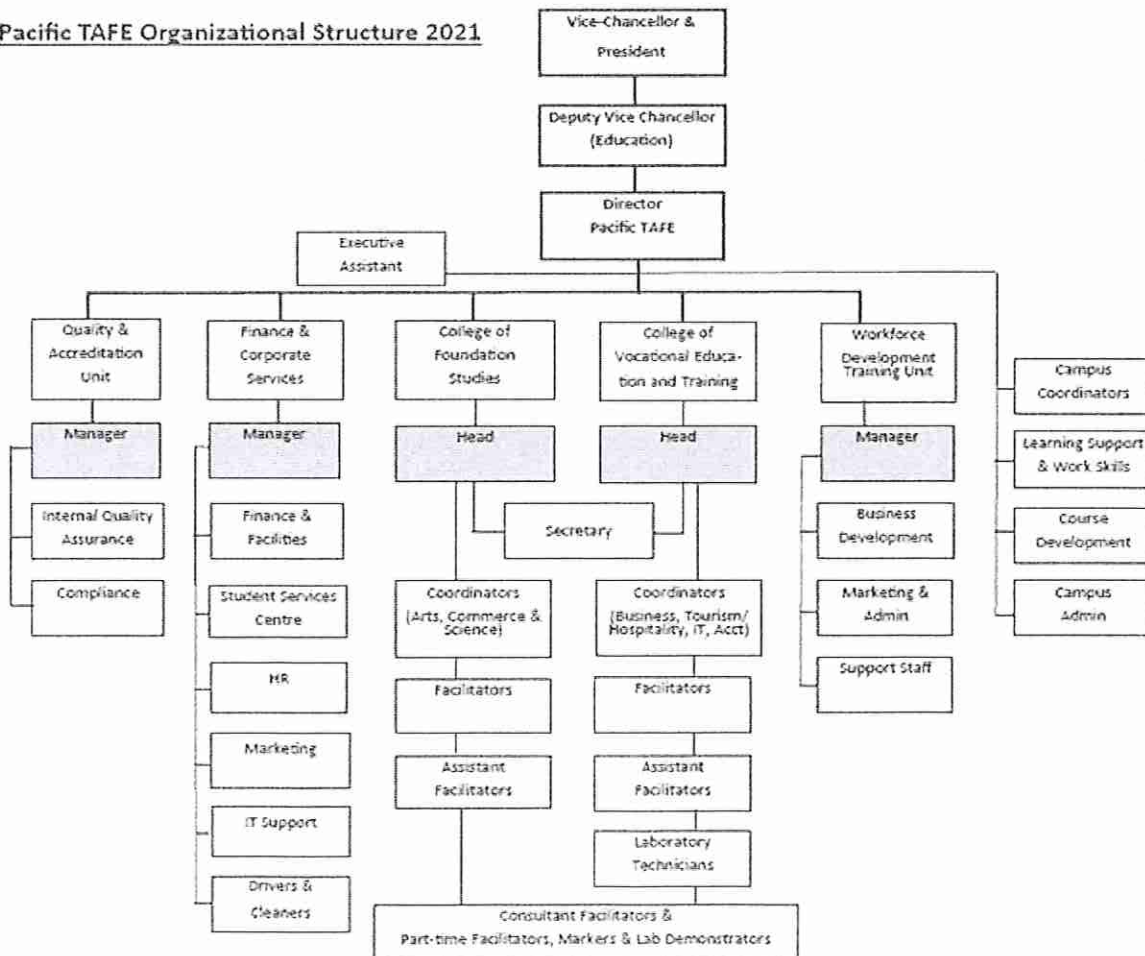 Pacific TAFE Organizational Structure 2021
Vice-Chancellor &
President
Deputy Vice Chancellor
(Education)
Director
Pacific TAFE
Executive
Assistant
Quality &
Accreditation
Unit
Finance &
Corporate
Services
College of
Foundation
Studies
College of
Vocational Educa-
tion and Training
Workforce
Development
Training Unit
Campus
Coordinators
Manager
Manager
Head
Head
Manager
Learning Support
& Work Skills
Internal Quality
Assurance
Finance &
Facilities
Secretary
Business
Development
Course
Development
Compliance
Student Services
Centre
Coordinators
(Arts, Commerce &
Science)
Coordinators
(Business, Tourism/
Hospitality, IT, Acct)
Marketing &
Admin
Campus
Admin
HR
Facilitators
Facilitators
Support Staff
Marketing
Assistant
Facilitators
Assistant
Facilitators
IT Support
Laboratory
Technicians
Drivers &
Cleaners
Consultant Facilitators &
Part-time Facilitators, Markers & Lab Demonstrators